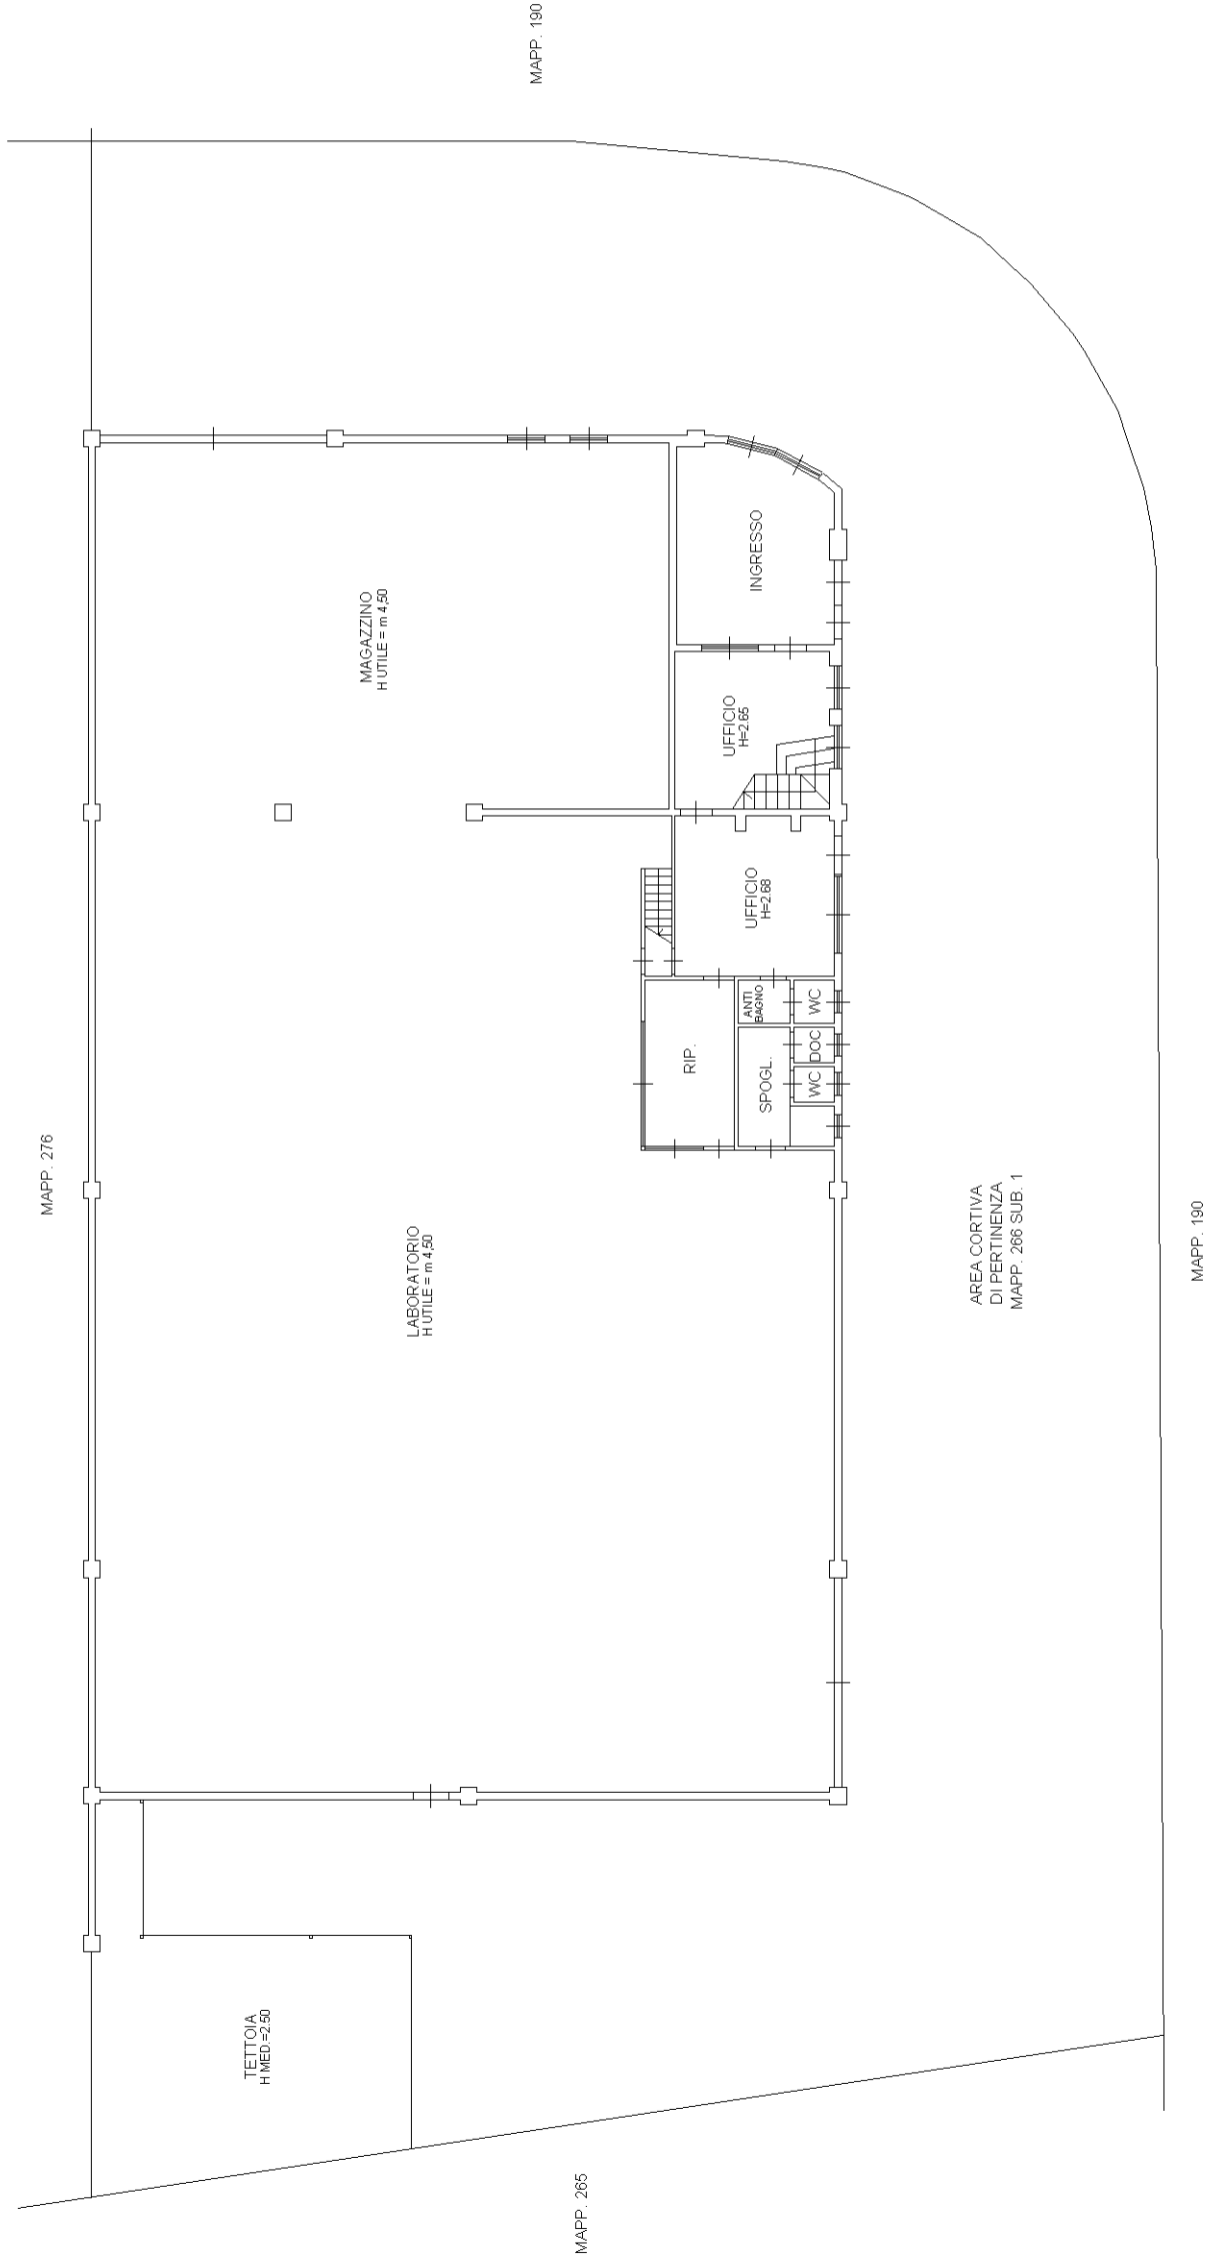 MAPP. 276
TETTOIA
H MED.=2.50
LABORATORIO
H UTILE = m 4,50
MAGAZZINO
H UTILE = m 4,50
MAPP. 190
RIP.
SPOGL.
ANTI
BAGNO
WC
DOC
WC
UFFICIO
H=2.68
UFFICIO
H=2.65
INGRESSO
MAPP. 265
AREA CORTIVA
DI PERTINENZA
MAPP. 266 SUB. 1
MAPP. 190